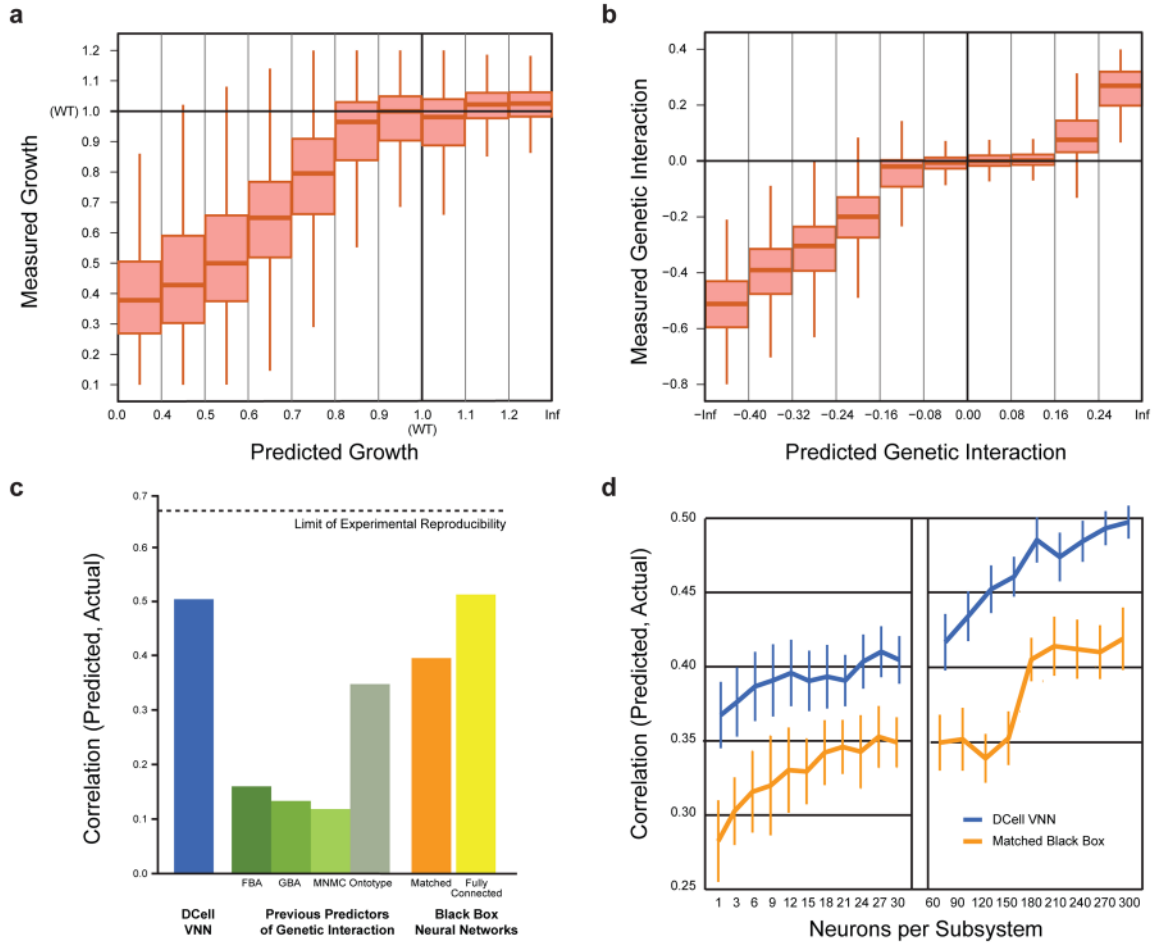 a
Measured Growth
1.2
1.1
(WT) 1.0
0.9
0.8
0.7
0.6
0.5
0.4
0.3
0.2
0.1
0.0 0.4 0.5 0.6 0.7 0.8 0.9 1.0 1.1 1.2 Inf
(WT)
Predicted Growth
b
Measured Genetic Interaction
0.4
0.2
0.0
−0.2
−0.4
−0.6
−0.8
−Inf −0.40 −0.32 −0.24 −0.16 −0.08 0.00 0.08 0.16 0.24 Inf
Predicted Genetic Interaction
c
Correlation (Predicted, Actual)
0.7
0.6
0.5
0.4
0.3
0.2
0.1
0.0
Limit of Experimental Reproducibility
FBA GBA MNMC Ontotype Matched Fully
Connected
DCell
VNN
Previous Predictors
of Genetic Interaction
Black Box
Neural Networks
d
Correlation (Predicted, Actual)
0.50
0.45
0.40
0.35
0.30
0.25
DCell VNN
Matched Black Box
1 3 6 9 12 15 18 21 24 27 30 60 90 120 150 180 210 240 270 300
Neurons per Subsystem